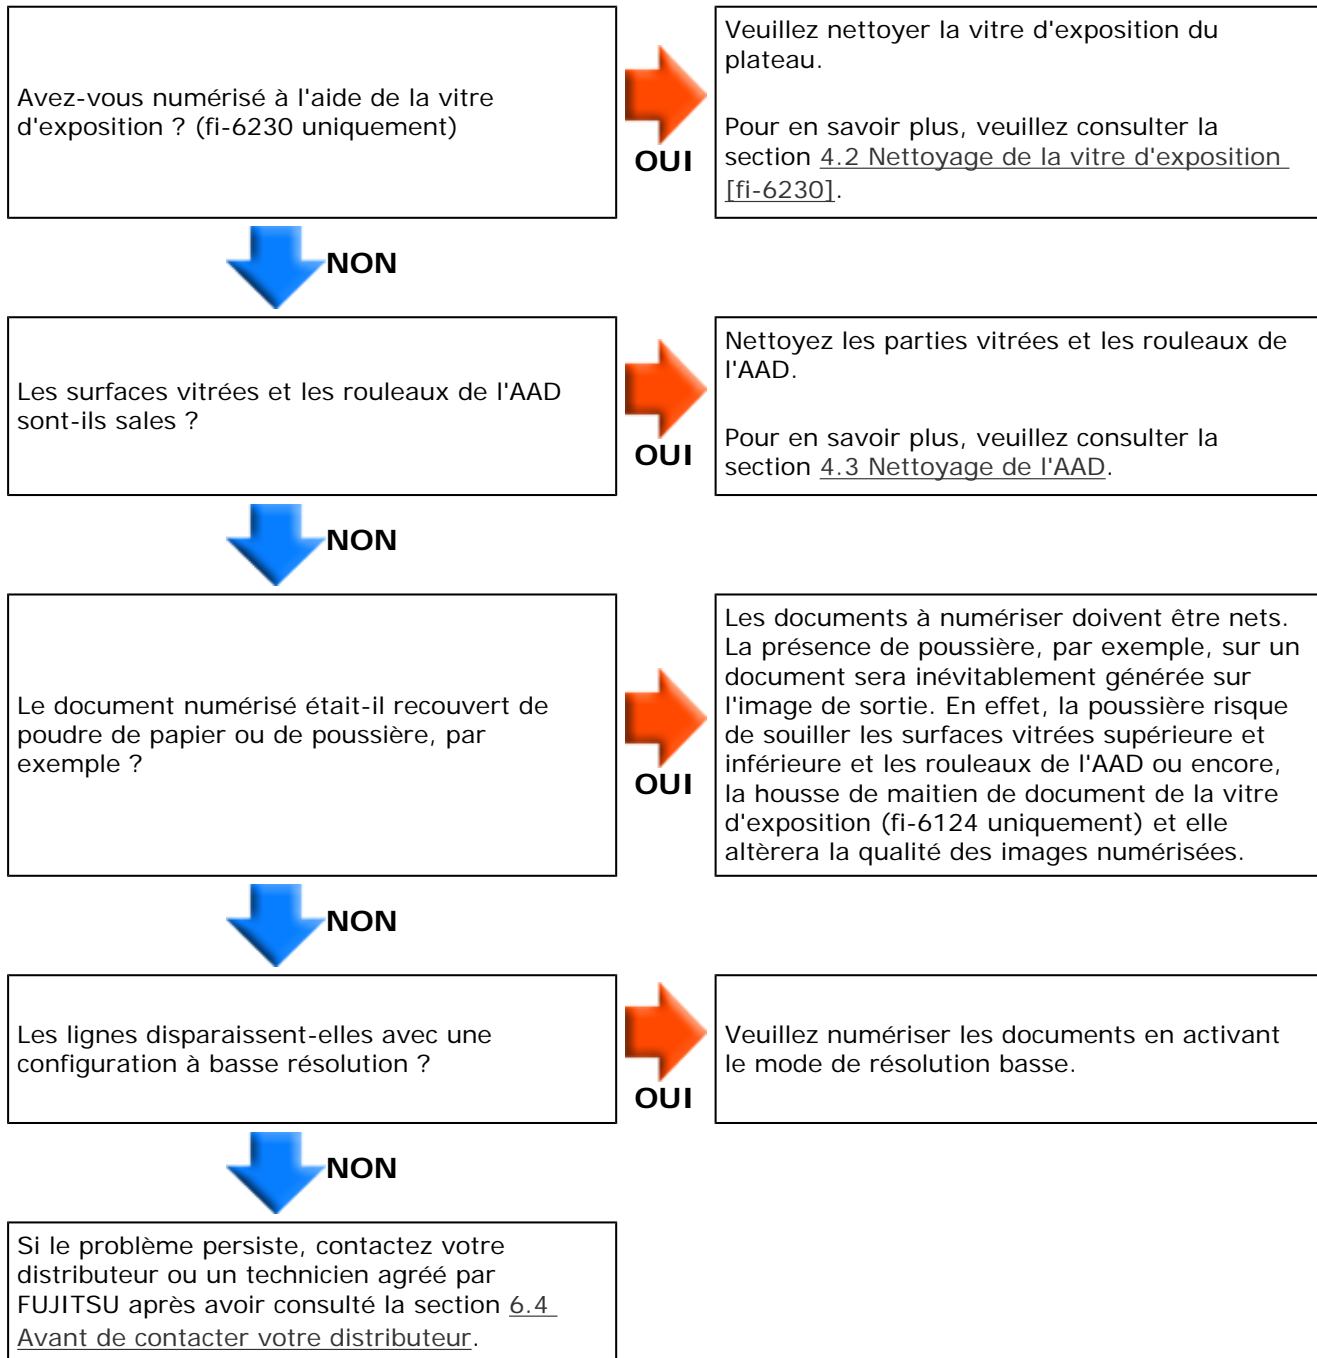 Avez-vous numérisé à l'aide de la vitre
d'exposition ? (fi-6230 uniquement)
OUI
Veuillez nettoyer la vitre d'exposition du
plateau.
Pour en savoir plus, veuillez consulter la
section 4.2 Nettoyage de la vitre d'exposition
[fi-6230].
NON
Les surfaces vitrées et les rouleaux de l'AAD
sont-ils sales ?
OUI
Nettoyez les parties vitrées et les rouleaux de
l'AAD.
Pour en savoir plus, veuillez consulter la
section 4.3 Nettoyage de l'AAD.
NON
Le document numérisé était-il recouvert de
poudre de papier ou de poussière, par
exemple ?
OUI
Les documents à numériser doivent être nets.
La présence de poussière, par exemple, sur un
document sera inévitablement générée sur
l'image de sortie. En effet, la poussière risque
de souiller les surfaces vitrées supérieure et
inférieure et les rouleaux de l'AAD ou encore,
la housse de maitien de document de la vitre
d'exposition (fi-6124 uniquement) et elle
altèrera la qualité des images numérisées.
NON
Les lignes disparaissent-elles avec une
configuration à basse résolution ?
OUI
Veuillez numériser les documents en activant
le mode de résolution basse.
NON
Si le problème persiste, contactez votre
distributeur ou un technicien agréé par
FUJITSU après avoir consulté la section 6.4
Avant de contacter votre distributeur.